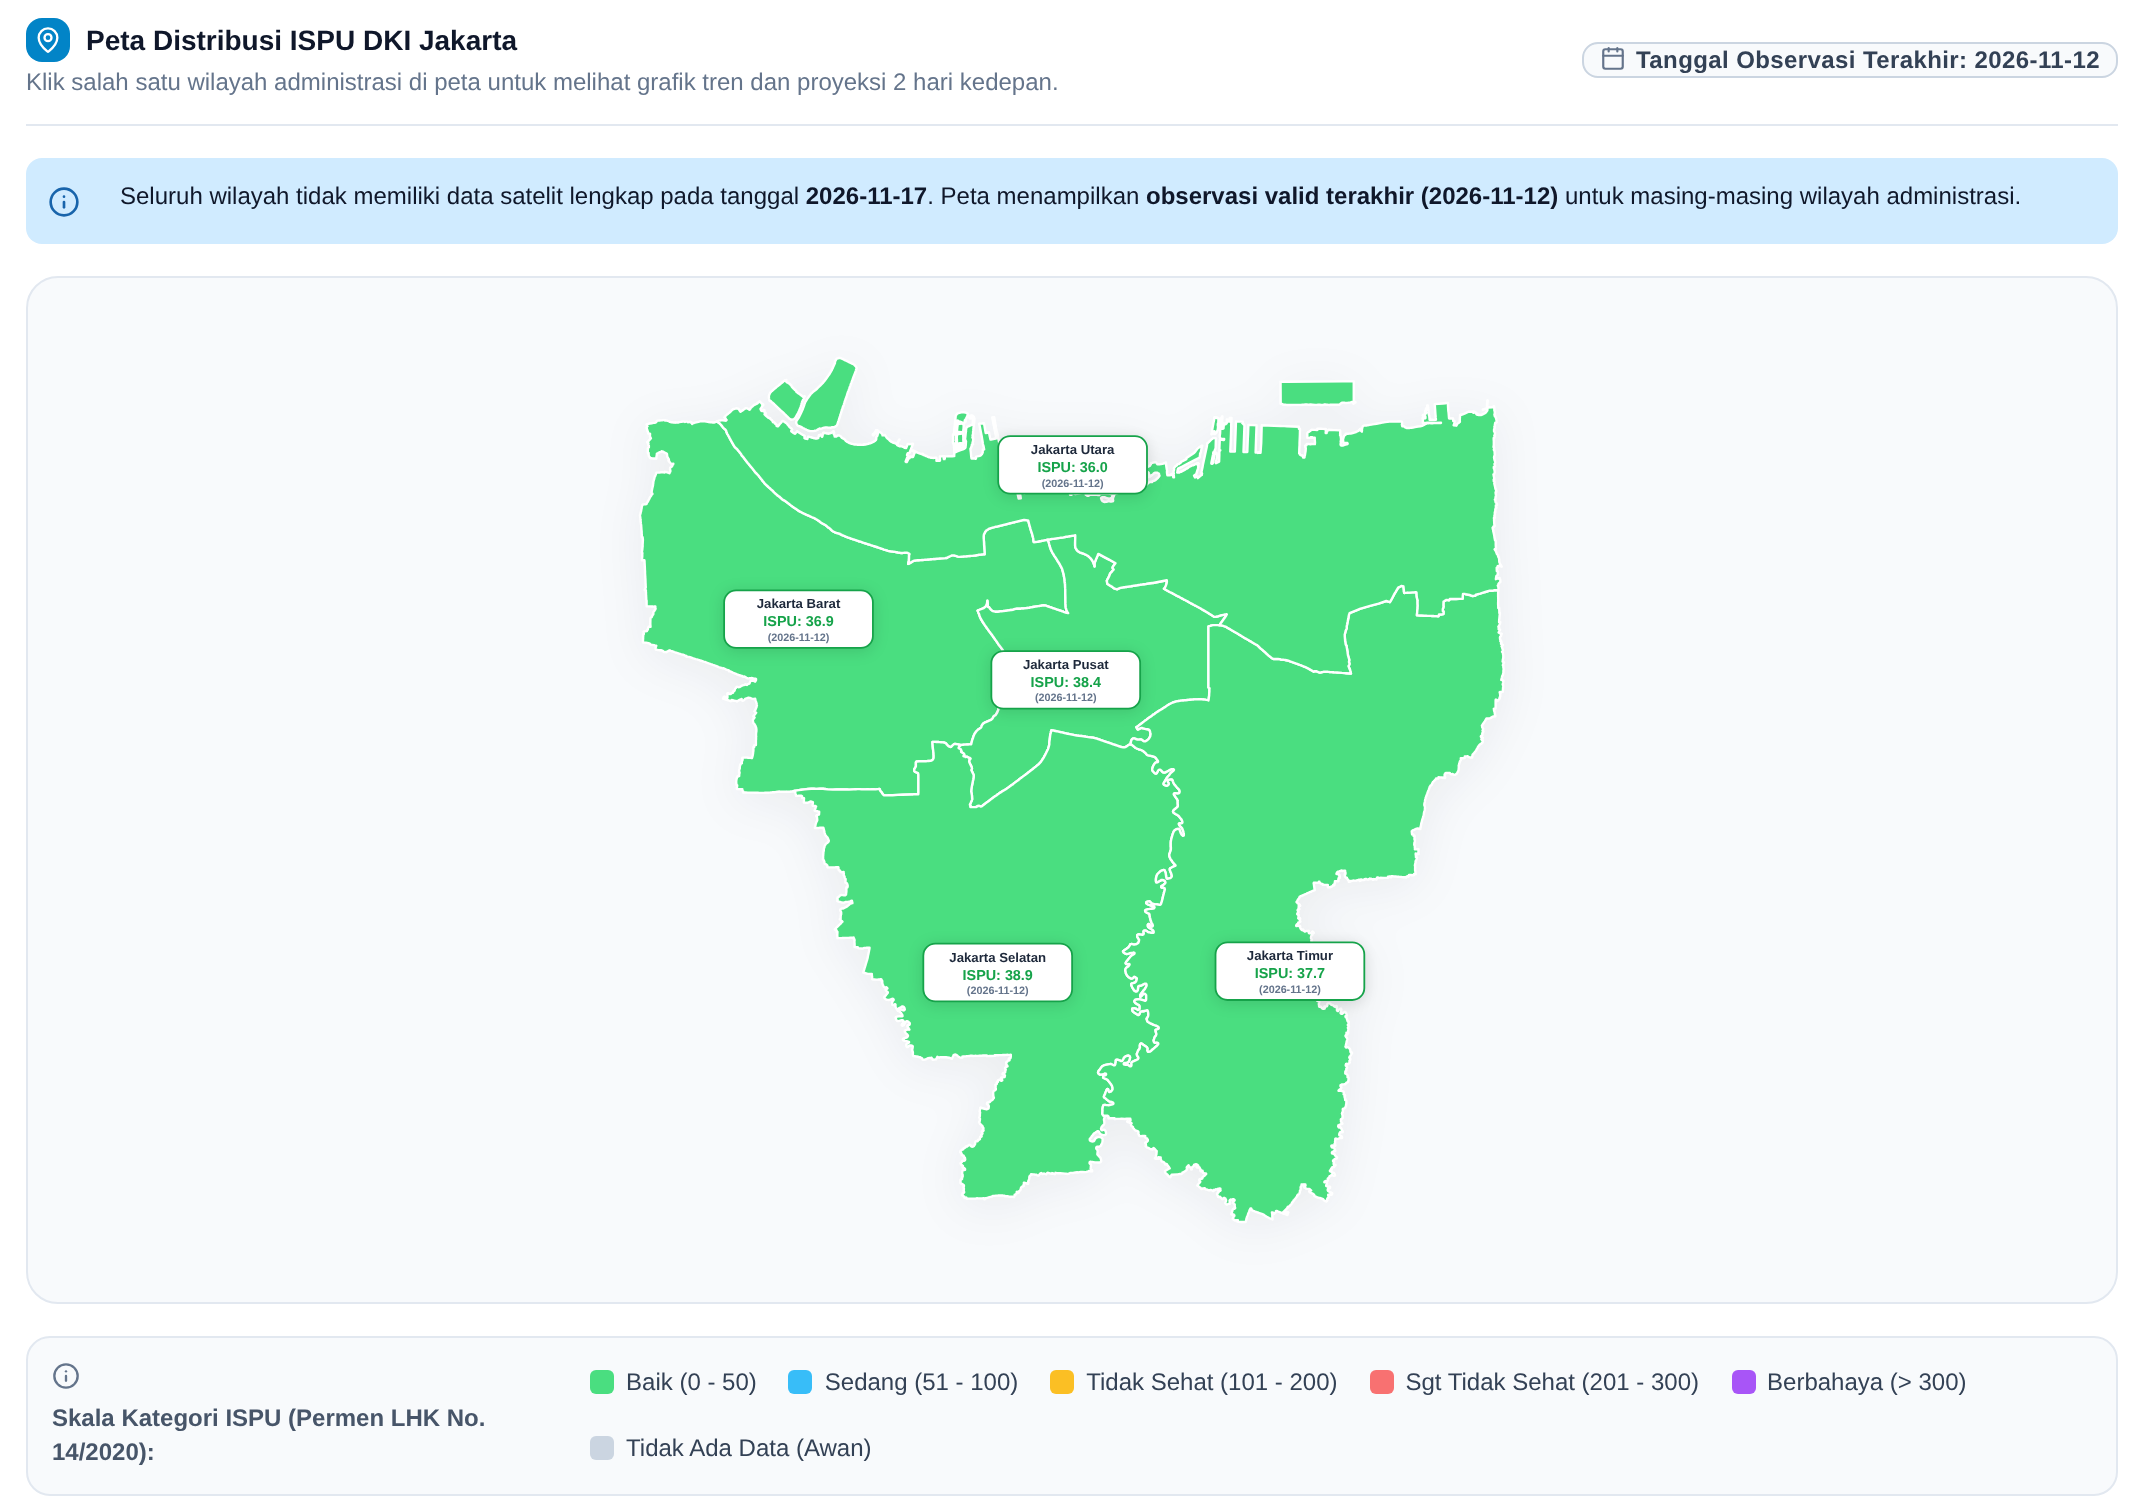 Peta Distribusi ISPU DKI Jakarta
Klik salah satu wilayah administrasi di peta untuk melihat grafik tren dan proyeksi 2 hari kedepan.
Tanggal Observasi Terakhir: 2026-11-12
Seluruh wilayah tidak memiliki data satelit lengkap pada tanggal 2026-11-17. Peta menampilkan observasi valid terakhir (2026-11-12) untuk masing-masing wilayah administrasi.
Jakarta Utara
ISPU: 36.0
(2026-11-12)
Jakarta Barat
ISPU: 36.9
(2026-11-12)
Jakarta Pusat
ISPU: 38.4
(2026-11-12)
Jakarta Selatan
ISPU: 38.9
(2026-11-12)
Jakarta Timur
ISPU: 37.7
(2026-11-12)
Skala Kategori ISPU (Permen LHK No.
14/2020):
Baik (0 - 50)
Sedang (51 - 100)
Tidak Sehat (101 - 200)
Sgt Tidak Sehat (201 - 300)
Berbahaya (> 300)
Tidak Ada Data (Awan)